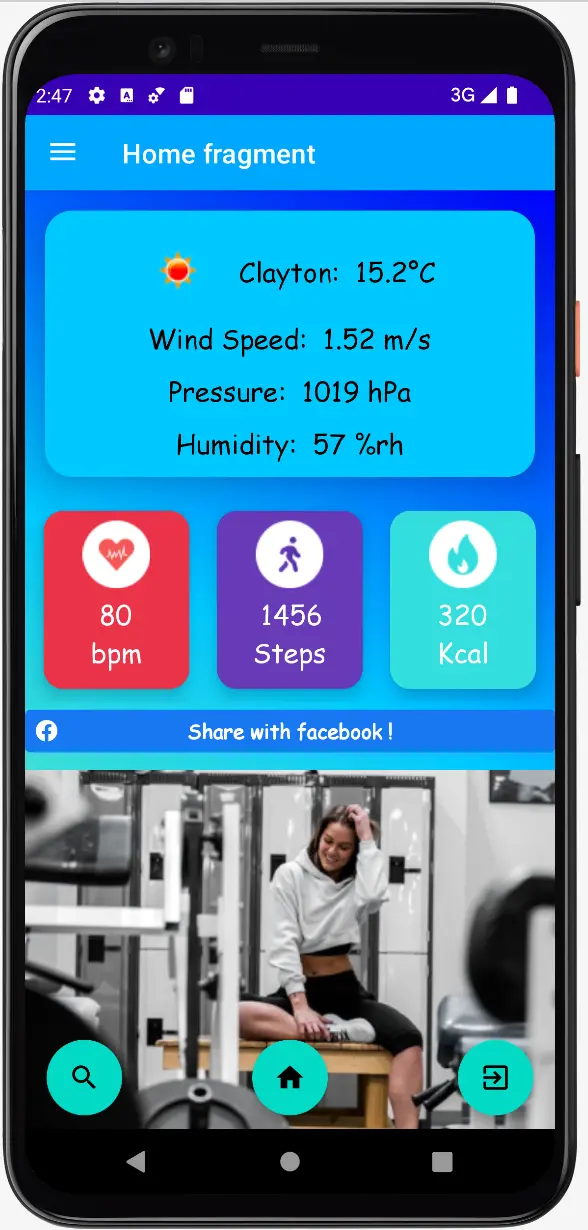 2:47
3G
Home fragment
Clayton: 15.2°C
Wind Speed: 1.52 m/s
Pressure: 1019 hPa
Humidity: 57 %rh
80
bpm
1456
Steps
320
Kcal
Share with facebook !